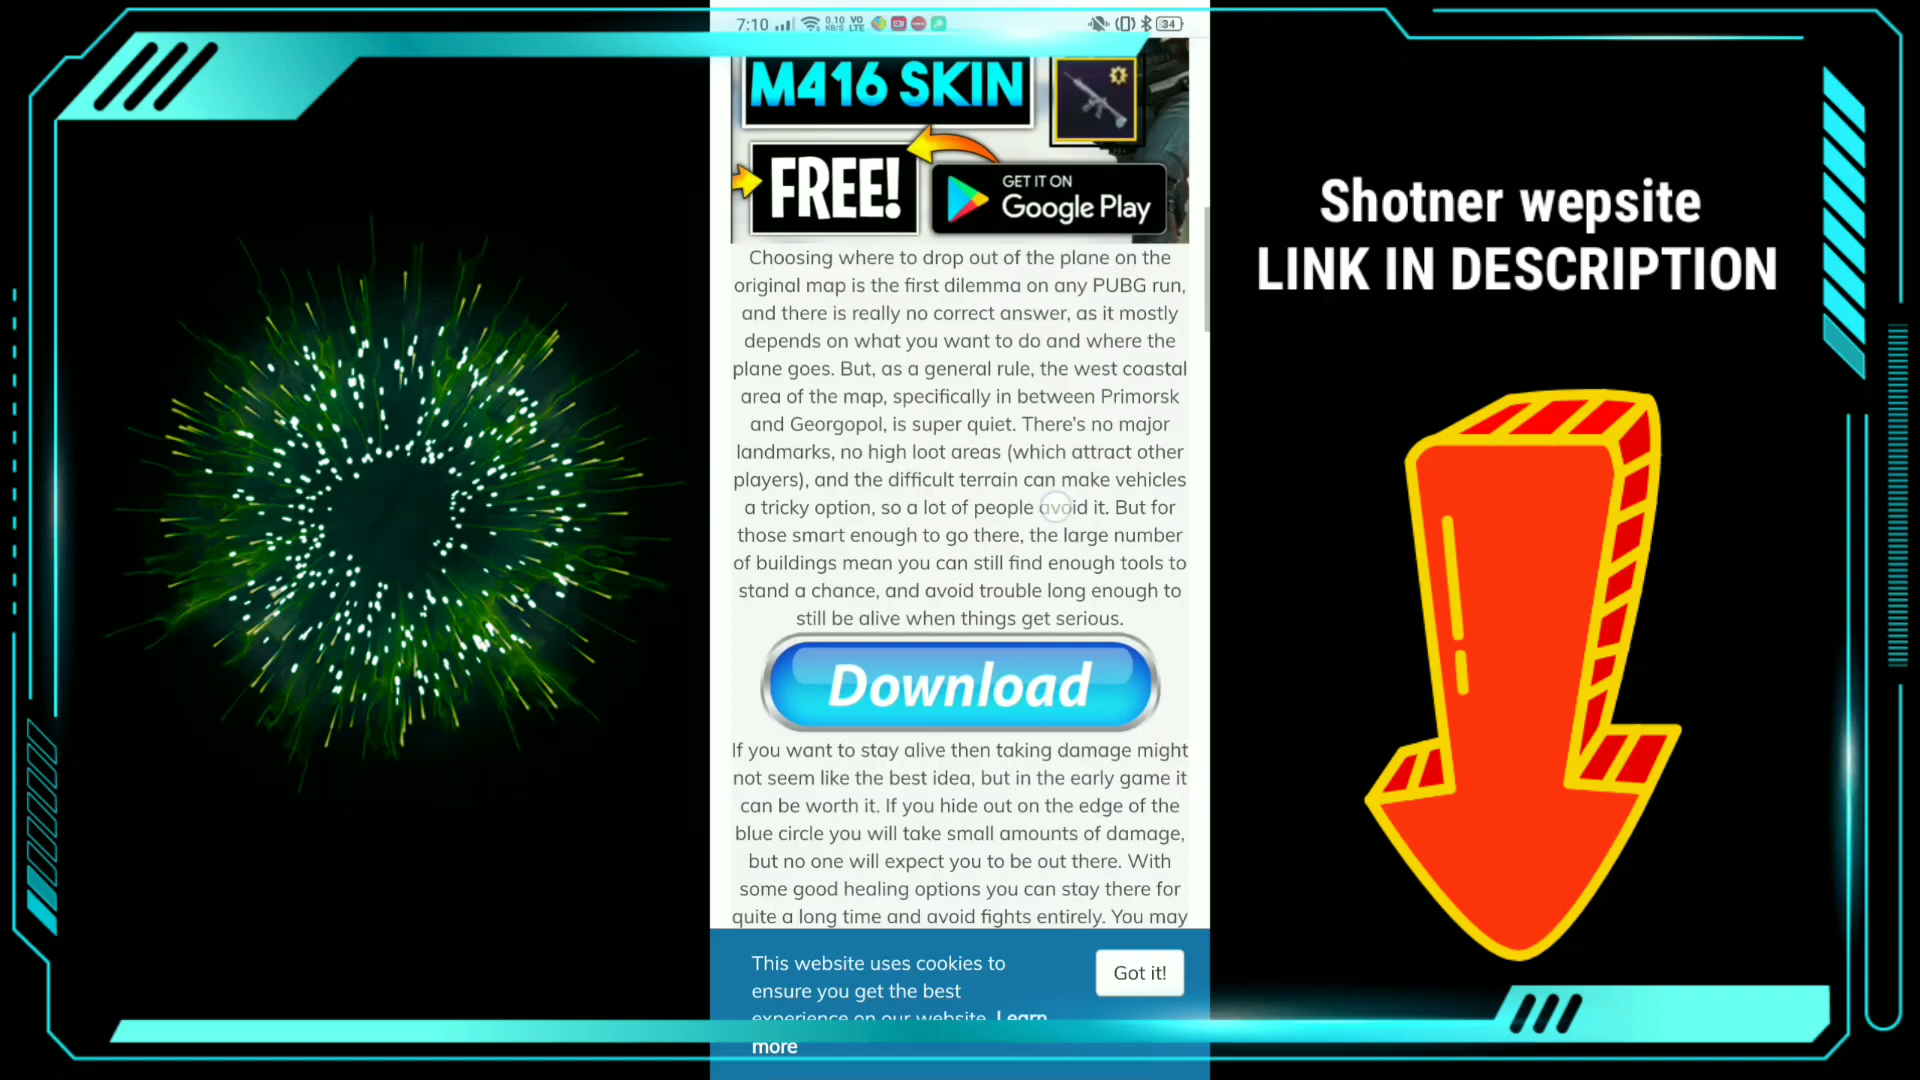 7:10
0.10
KB/S
VO
LTE
34
M416 SKIN
FREE!
GET IT ON
Google Play
Choosing where to drop out of the plane on the
original map is the first dilemma on any PUBG run,
and there is really no correct answer, as it mostly
depends on what you want to do and where the
plane goes. But, as a general rule, the west coastal
area of the map, specifically in between Primorsk
and Georgopol, is super quiet. There's no major
landmarks, no high loot areas (which attract other
players), and the difficult terrain can make vehicles
a tricky option, so a lot of people avoid it. But for
those smart enough to go there, the large number
of buildings mean you can still find enough tools to
stand a chance, and avoid trouble long enough to
still be alive when things get serious.
Download
If you want to stay alive then taking damage might
not seem like the best idea, but in the early game it
can be worth it. If you hide out on the edge of the
blue circle you will take small amounts of damage,
but no one will expect you to be out there. With
some good healing options you can stay there for
quite a long time and avoid fights entirely. You may
This website uses cookies to
ensure you get the best
experience on our website. Learn
more
Got it!
Shotner wepsite
LINK IN DESCRIPTION